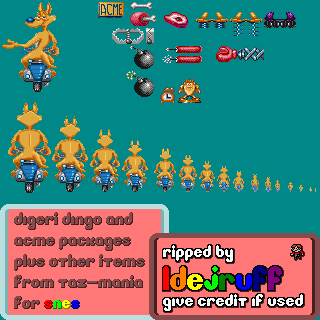 ACME
digeri dingo and
acme packages
plus other items
from taz-mania
for snes
ripped by
Idejruff
give credit if used